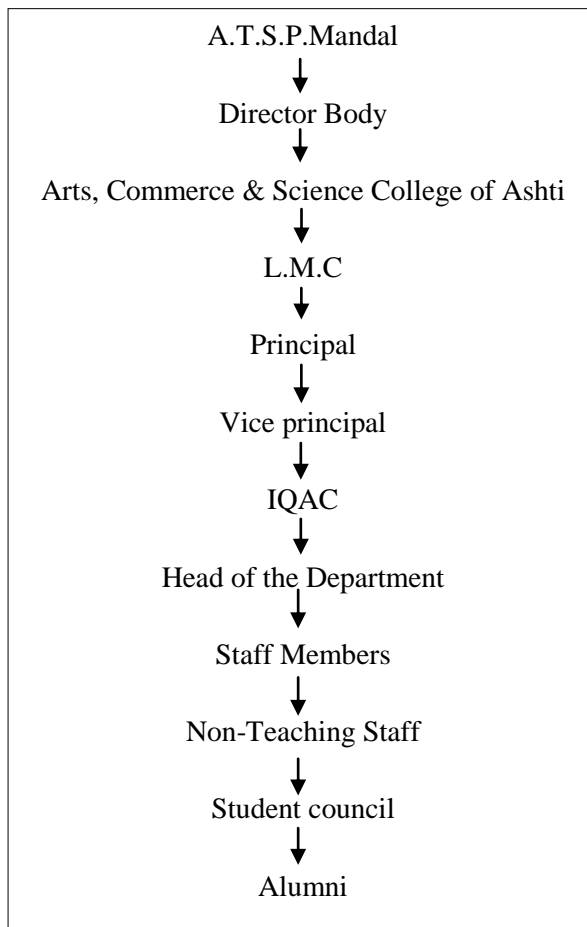 A.T.S.P.Mandal
Director Body
Arts, Commerce & Science College of Ashti
L.M.C
Principal
Vice principal
IQAC
Head of the Department
Staff Members
Non-Teaching Staff
Student council
Alumni